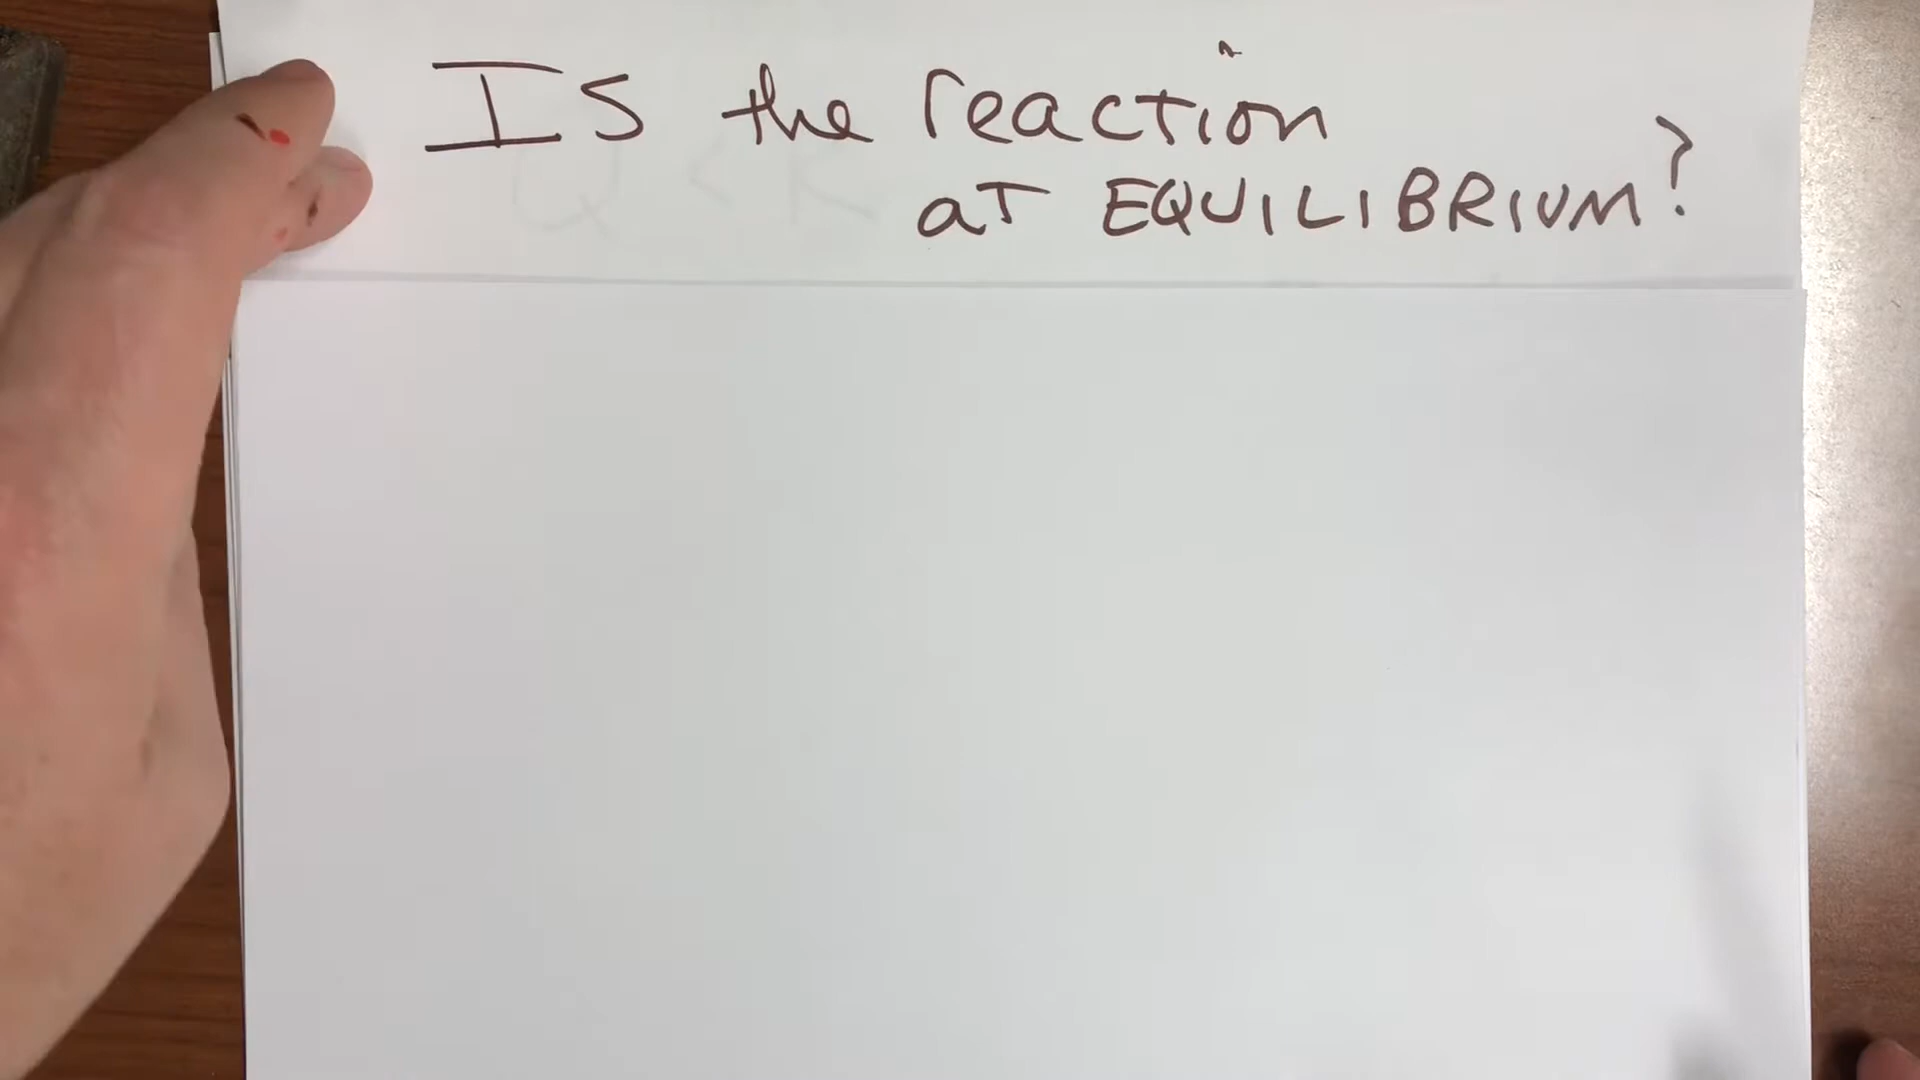 Is the reaction
aT EQUILIBRIUM?
Q < K